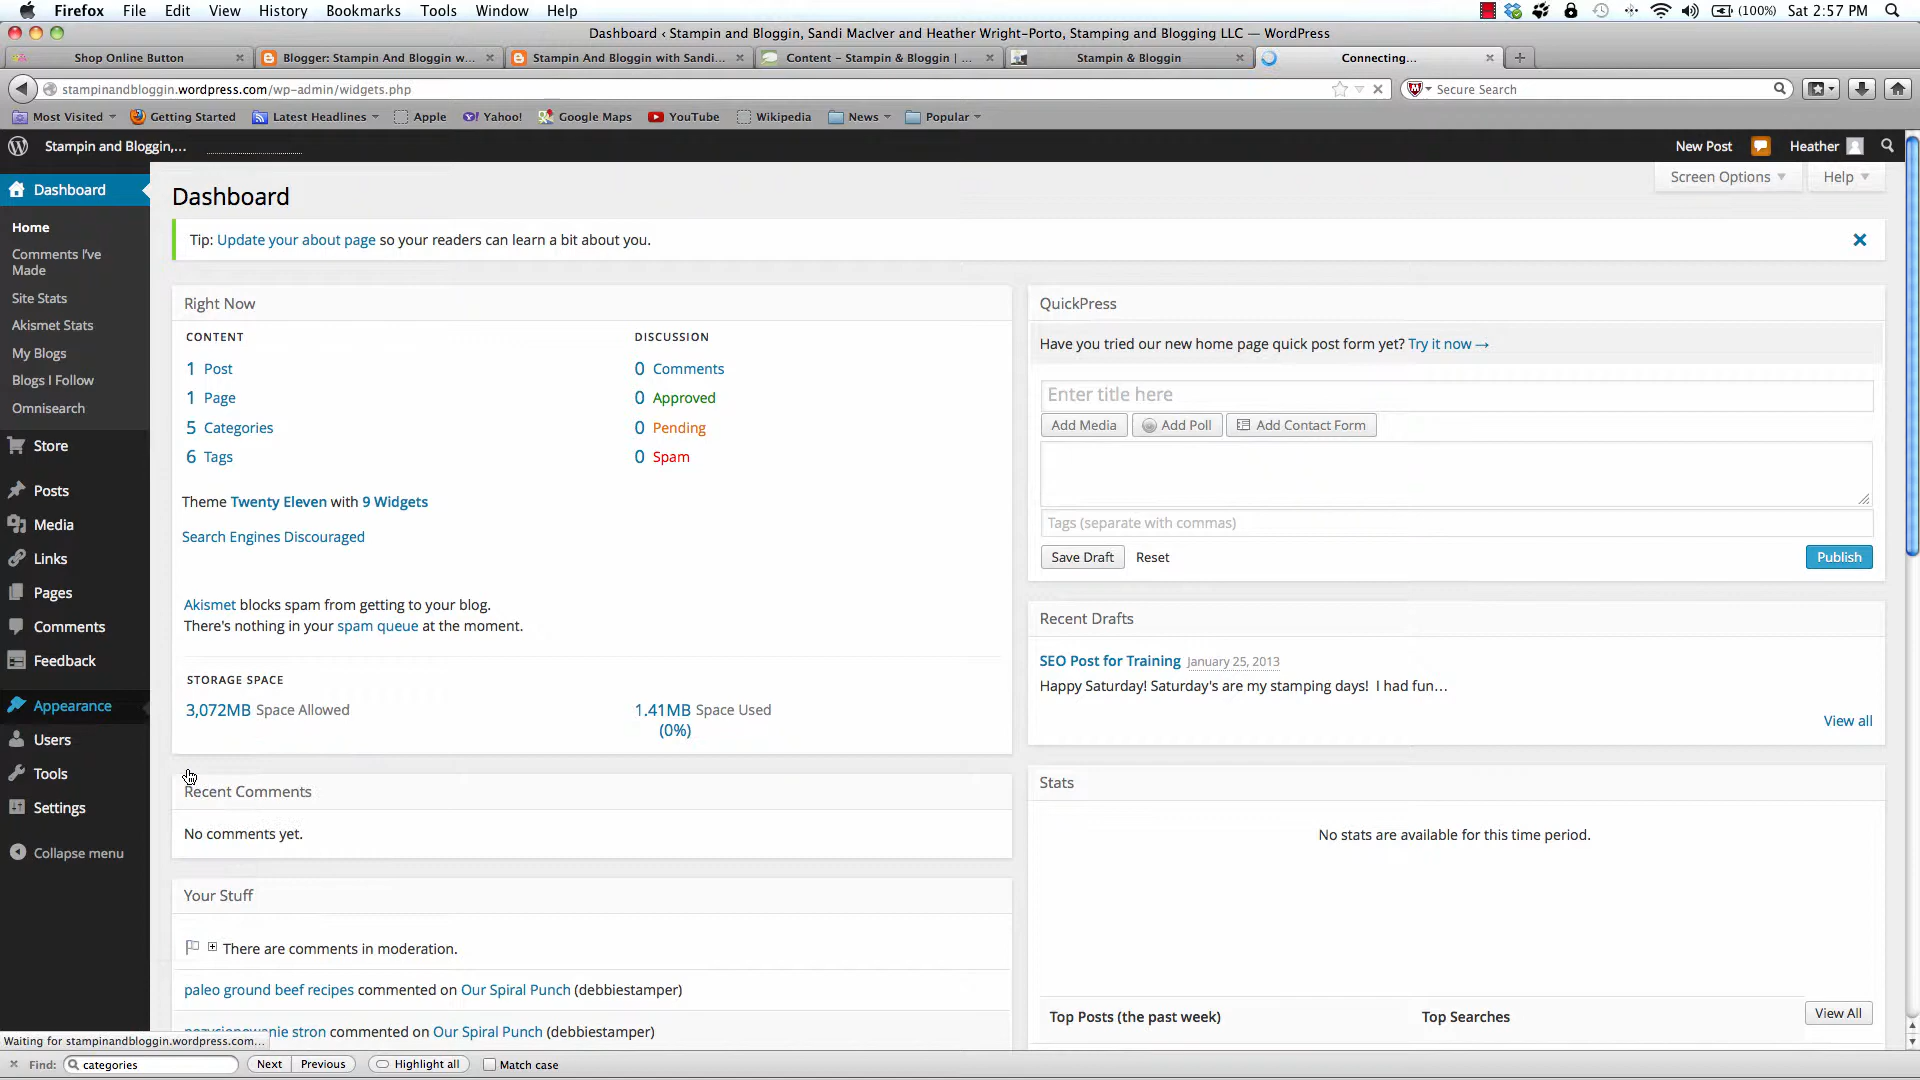 Firefox File Edit View History Bookmarks Tools Window Help (100%) Sat 2:57 PM
Dashboard ‹ Stampin and Bloggin, Sandi MacIver and Heather Wright-Porto, Stamping and Blogging LLC — WordPress
Shop Online Button Blogger: Stampin And Bloggin w... Stampin And Bloggin with Sandi... Content – Stampin & Bloggin | ... Stampin & Bloggin Connecting...
stampinandbloggin.wordpress.com/wp-admin/widgets.php Secure Search
Most Visited Getting Started Latest Headlines Apple Yahoo! Google Maps YouTube Wikipedia News Popular
Stampin and Bloggin,... New Post Heather
Screen Options Help
Dashboard
Home
Comments I've
Made
Site Stats
Akismet Stats
My Blogs
Blogs I Follow
Omnisearch
Store
Posts
Media
Links
Pages
Comments
Feedback
Appearance
Users
Tools
Settings
Collapse menu
Dashboard
Tip: Update your about page so your readers can learn a bit about you.
Right Now
CONTENT
1 Post
1 Page
5 Categories
6 Tags
DISCUSSION
0 Comments
0 Approved
0 Pending
0 Spam
Theme Twenty Eleven with 9 Widgets
Search Engines Discouraged
Akismet blocks spam from getting to your blog.
There's nothing in your spam queue at the moment.
STORAGE SPACE
3,072MB Space Allowed
1.41MB Space Used
(0%)
Recent Comments
No comments yet.
Your Stuff
There are comments in moderation.
paleo ground beef recipes commented on Our Spiral Punch (debbiestamper)
pozycjonowanie stron commented on Our Spiral Punch (debbiestamper)
QuickPress
Have you tried our new home page quick post form yet? Try it now →
Enter title here
Add Media Add Poll Add Contact Form
Tags (separate with commas)
Save Draft Reset Publish
Recent Drafts
SEO Post for Training January 25, 2013
Happy Saturday! Saturday's are my stamping days! I had fun…
View all
Stats
No stats are available for this time period.
Top Posts (the past week) Top Searches View All
Waiting for stampinandbloggin.wordpress.com...
Find: categories Next Previous Highlight all Match case